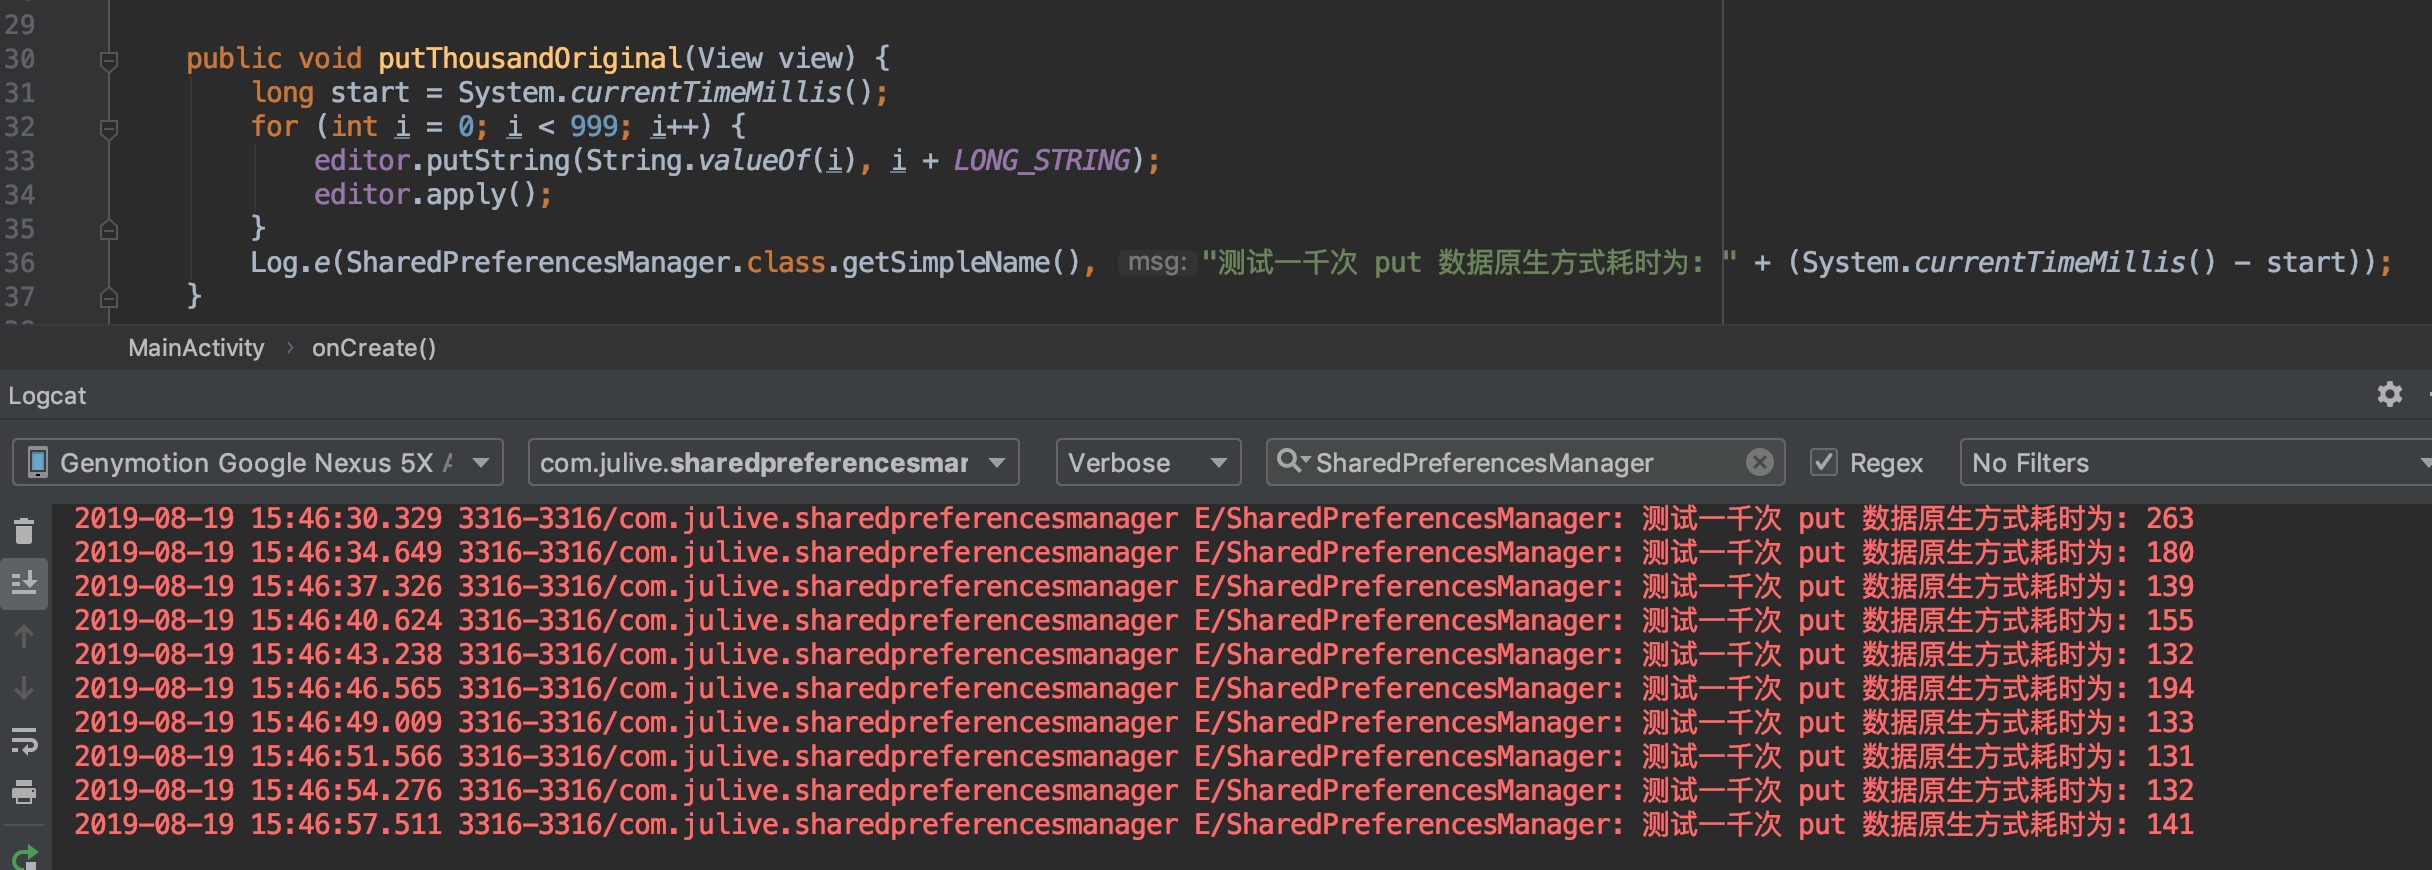 29
30 public void putThousandOriginal(View view) {
31 long start = System.currentTimeMillis();
32 for (int i = 0; i < 999; i++) {
33 editor.putString(String.valueOf(i), i + LONG_STRING);
34 editor.apply();
35 }
36 Log.e(SharedPreferencesManager.class.getSimpleName(), msg: "测试一千次 put 数据原生方式耗时为: " + (System.currentTimeMillis() - start));
37 }
MainActivity › onCreate()
Logcat
Genymotion Google Nexus 5X com.julive.sharedpreferencesmar Verbose SharedPreferencesManager Regex No Filters
2019-08-19 15:46:30.329 3316-3316/com.julive.sharedpreferencesmanager E/SharedPreferencesManager: 测试一千次 put 数据原生方式耗时为: 263
2019-08-19 15:46:34.649 3316-3316/com.julive.sharedpreferencesmanager E/SharedPreferencesManager: 测试一千次 put 数据原生方式耗时为: 180
2019-08-19 15:46:37.326 3316-3316/com.julive.sharedpreferencesmanager E/SharedPreferencesManager: 测试一千次 put 数据原生方式耗时为: 139
2019-08-19 15:46:40.624 3316-3316/com.julive.sharedpreferencesmanager E/SharedPreferencesManager: 测试一千次 put 数据原生方式耗时为: 155
2019-08-19 15:46:43.238 3316-3316/com.julive.sharedpreferencesmanager E/SharedPreferencesManager: 测试一千次 put 数据原生方式耗时为: 132
2019-08-19 15:46:46.565 3316-3316/com.julive.sharedpreferencesmanager E/SharedPreferencesManager: 测试一千次 put 数据原生方式耗时为: 194
2019-08-19 15:46:49.009 3316-3316/com.julive.sharedpreferencesmanager E/SharedPreferencesManager: 测试一千次 put 数据原生方式耗时为: 133
2019-08-19 15:46:51.566 3316-3316/com.julive.sharedpreferencesmanager E/SharedPreferencesManager: 测试一千次 put 数据原生方式耗时为: 131
2019-08-19 15:46:54.276 3316-3316/com.julive.sharedpreferencesmanager E/SharedPreferencesManager: 测试一千次 put 数据原生方式耗时为: 132
2019-08-19 15:46:57.511 3316-3316/com.julive.sharedpreferencesmanager E/SharedPreferencesManager: 测试一千次 put 数据原生方式耗时为: 141